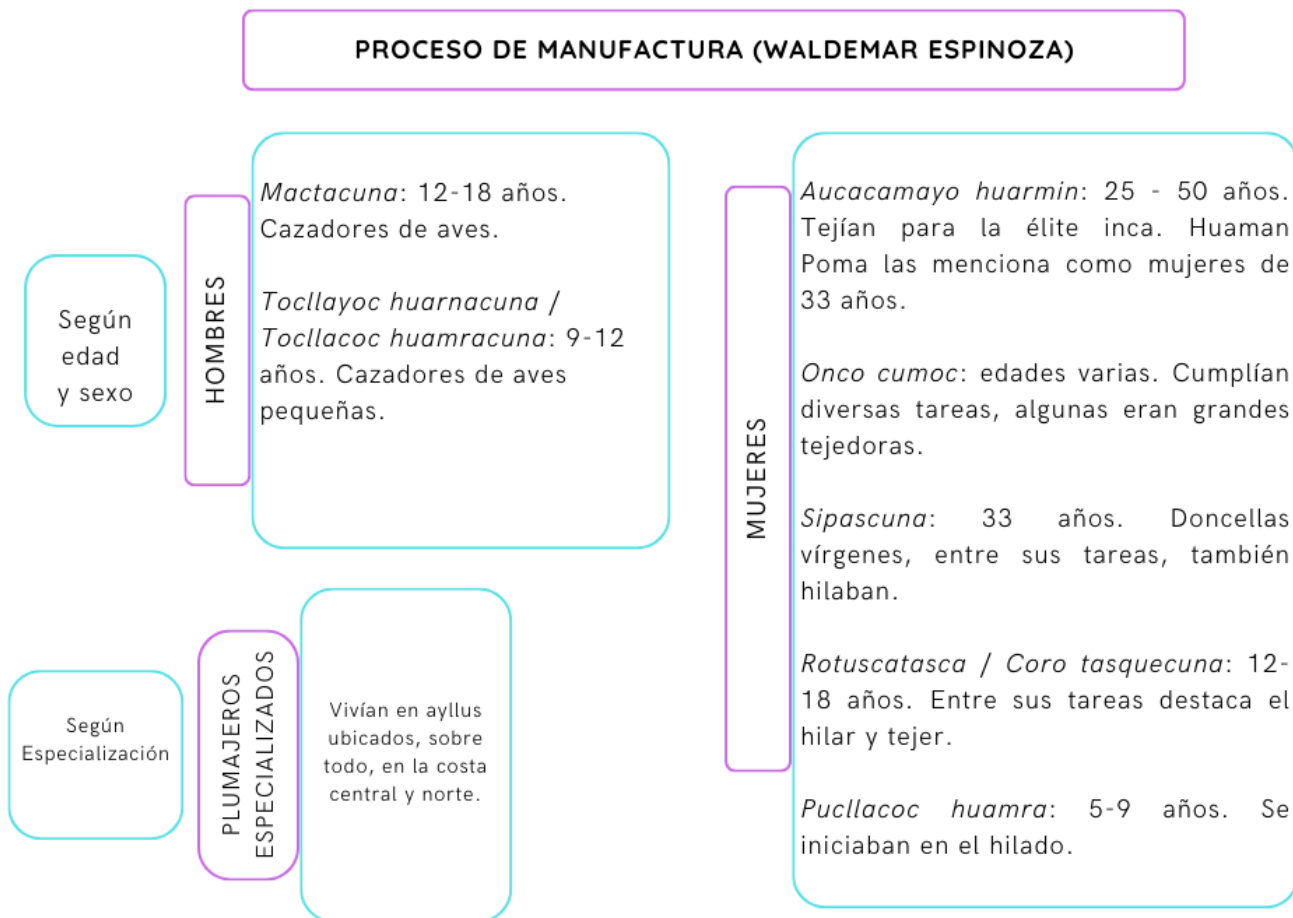 PROCESO DE MANUFACTURA (WALDEMAR ESPINOZA)
Según
edad
y sexo
HOMBRES
Mactacuna: 12-18 años.
Cazadores de aves.
Tocllayoc huarnacuna /
Tocllacoc huamracuna: 9-12
años. Cazadores de aves
pequeñas.
MUJERES
Aucacamayo huarmin: 25 - 50 años.
Tejían para la élite inca. Huaman
Poma las menciona como mujeres de
33 años.
Onco cumoc: edades varias. Cumplían
diversas tareas, algunas eran grandes
tejedoras.
Sipascuna: 33 años. Doncellas
vírgenes, entre sus tareas, también
hilaban.
Rotuscatasca / Coro tasquecuna: 12-
18 años. Entre sus tareas destaca el
hilar y tejer.
Pucllacoc huamra: 5-9 años. Se
iniciaban en el hilado.
Según
Especialización
PLUMAJEROS
ESPECIALIZADOS
Vivían en ayllus
ubicados, sobre
todo, en la costa
central y norte.